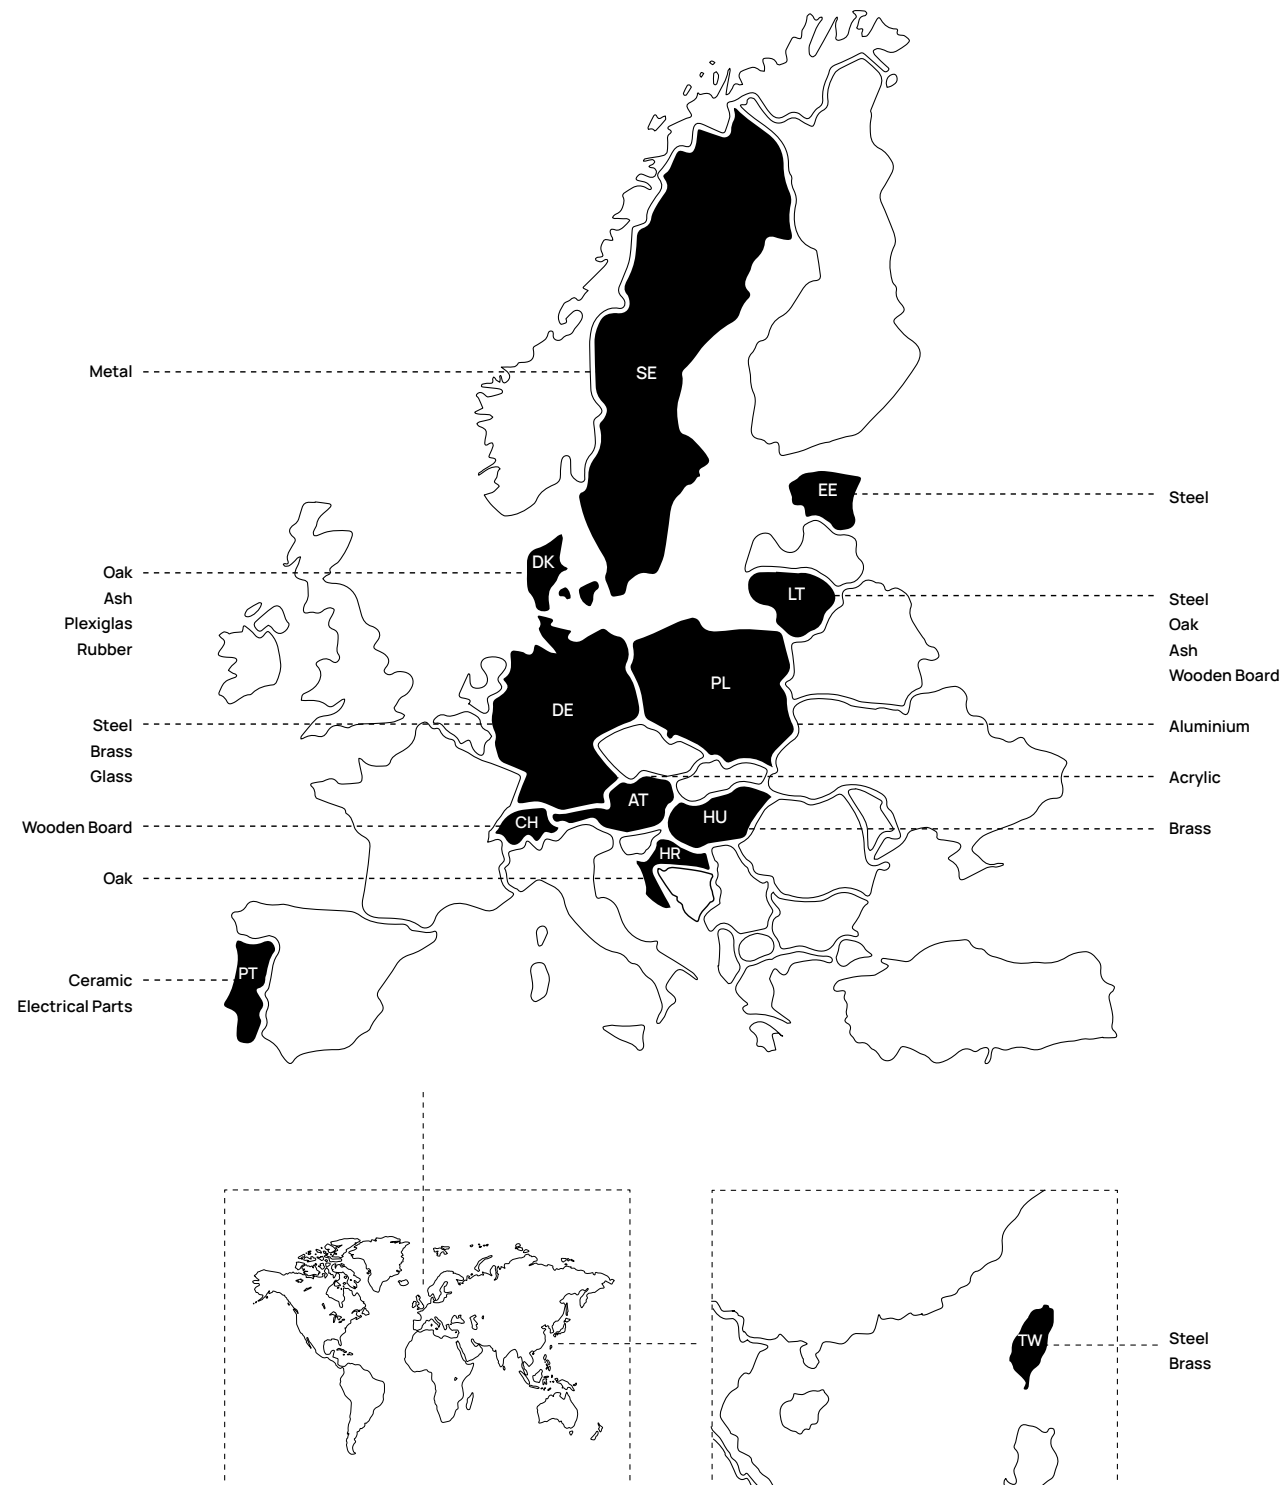 SE
Metal
EE
Steel
DK
Oak
Ash
Plexiglas
Rubber
LT
Steel
Oak
Ash
Wooden Board
PL
DE
Steel
Brass
Glass
Aluminium
Acrylic
AT
HU
CH
Wooden Board
Brass
HR
Oak
PT
Ceramic
Electrical Parts
TW
Steel
Brass